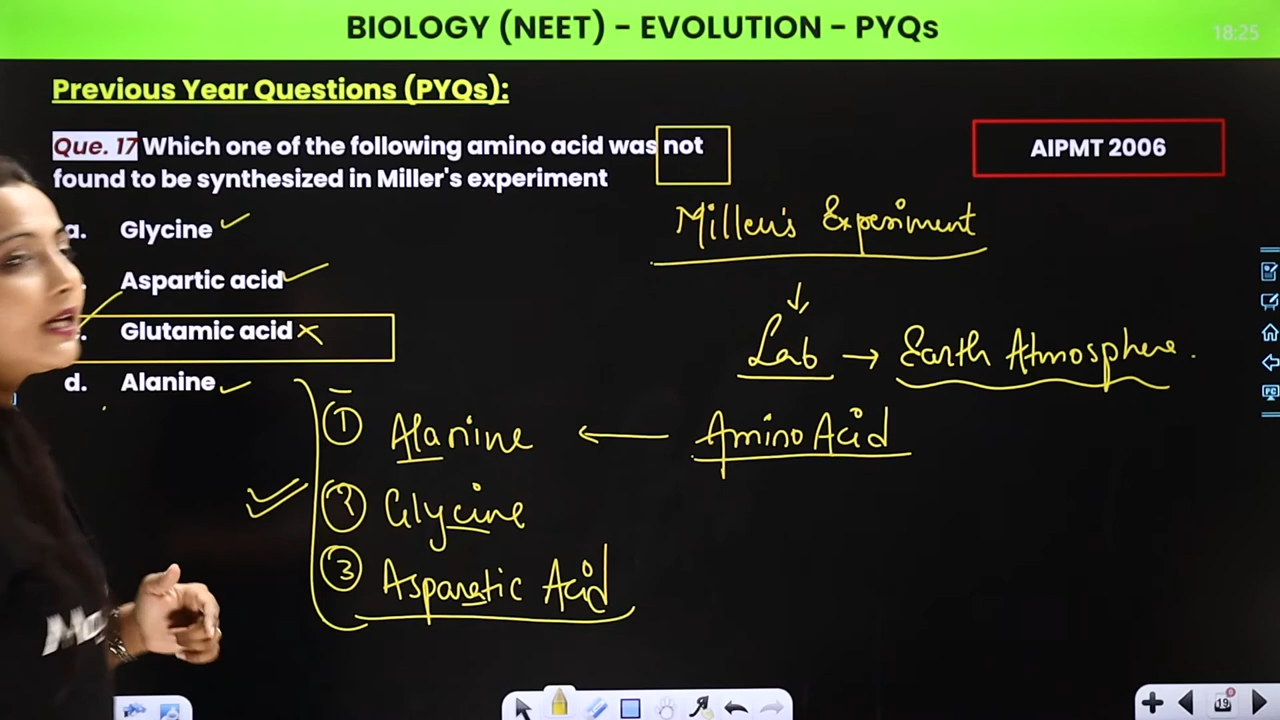 BIOLOGY (NEET) - EVOLUTION - PYQs
18:25
Previous Year Questions (PYQs):
Que. 17 Which one of the following amino acid was not
found to be synthesized in Miller's experiment
AIPMT 2006
a. Glycine
Aspartic acid
Glutamic acid
d. Alanine
Miller's Experiment
Lab → Earth Atmosphere.
① Alanine ← Amino Acid
② Glycine
③ Asparatic Acid
19